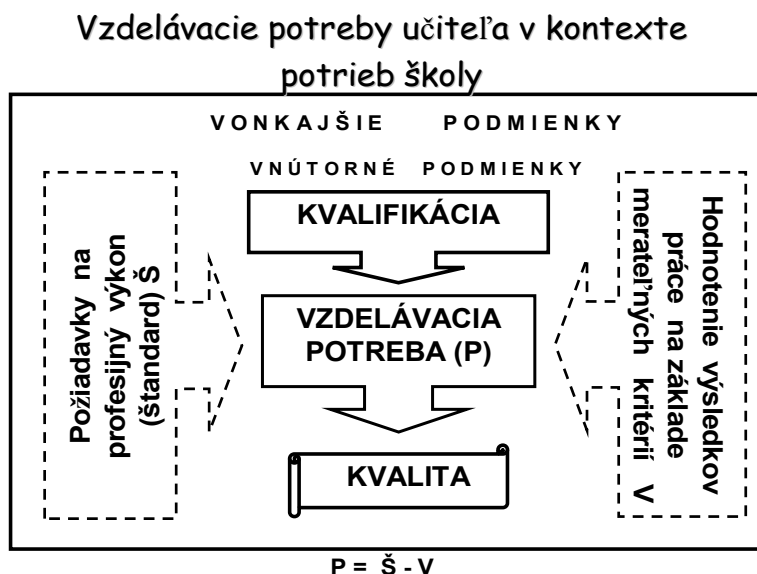 Vzdelávacie potreby učiteľa v kontexte
potrieb školy
VONKAJŠIE PODMIENKY
VNÚTORNÉ PODMIENKY
Požiadavky na
profesijný výkon
(štandard) Š
KVALIFIKÁCIA
VZDELÁVACIA
POTREBA (P)
KVALITA
Hodnotenie výsledkov
práce na základe
merateľných kritérií V
P = Š - V